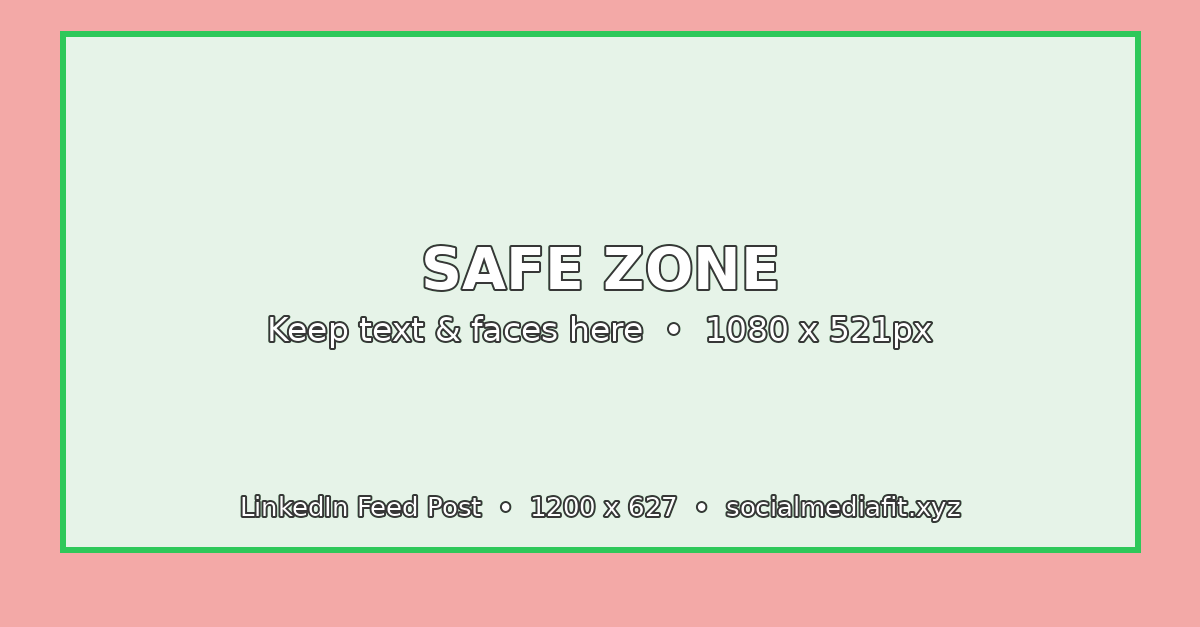 SAFE ZONE
Keep text & faces here • 1080 x 521px
LinkedIn Feed Post • 1200 x 627 • socialmediafit.xyz